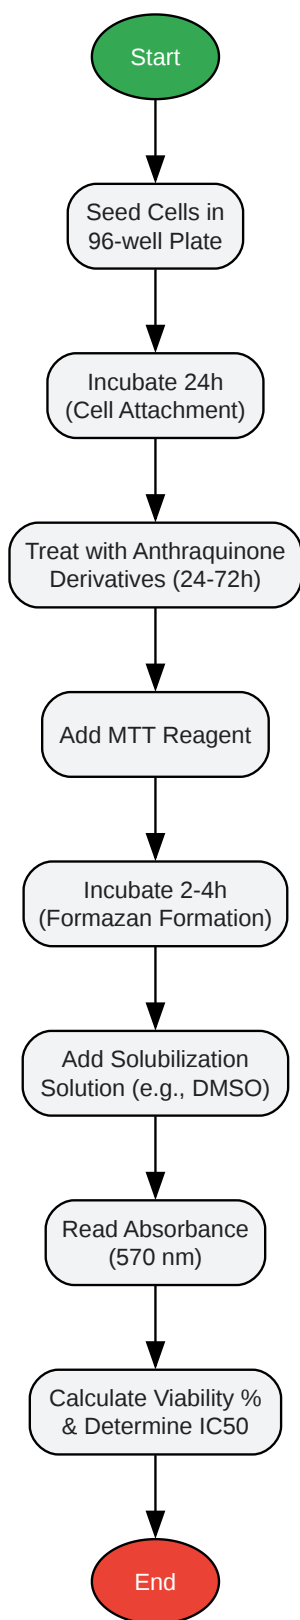 Start
Seed Cells in
96-well Plate
Incubate 24h
(Cell Attachment)
Treat with Anthraquinone
Derivatives (24-72h)
Add MTT Reagent
Incubate 2-4h
(Formazan Formation)
Add Solubilization
Solution (e.g., DMSO)
Read Absorbance
(570 nm)
Calculate Viability %
& Determine IC50
End